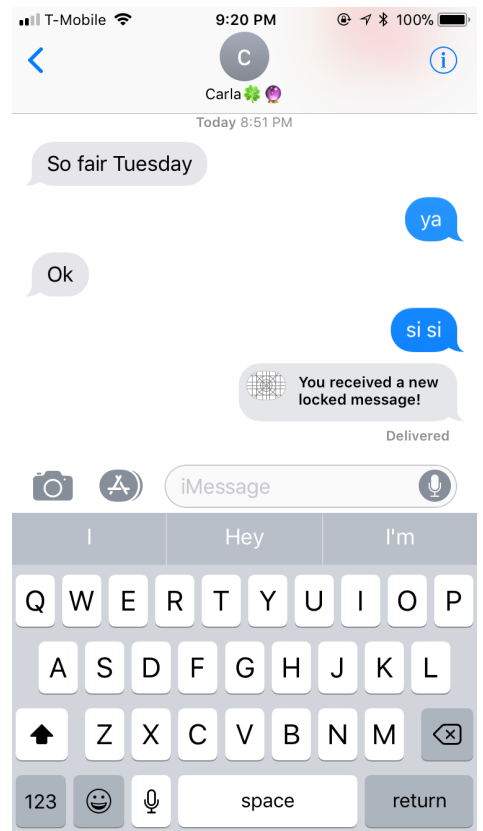 T-Mobile 9:20 PM 100%
C
Carla🍀🔮
Today 8:51 PM
So fair Tuesday
ya
Ok
si si
You received a new
locked message!
Delivered
iMessage
I Hey I'm
Q W E R T Y U I O P
A S D F G H J K L
Z X C V B N M
123 space return